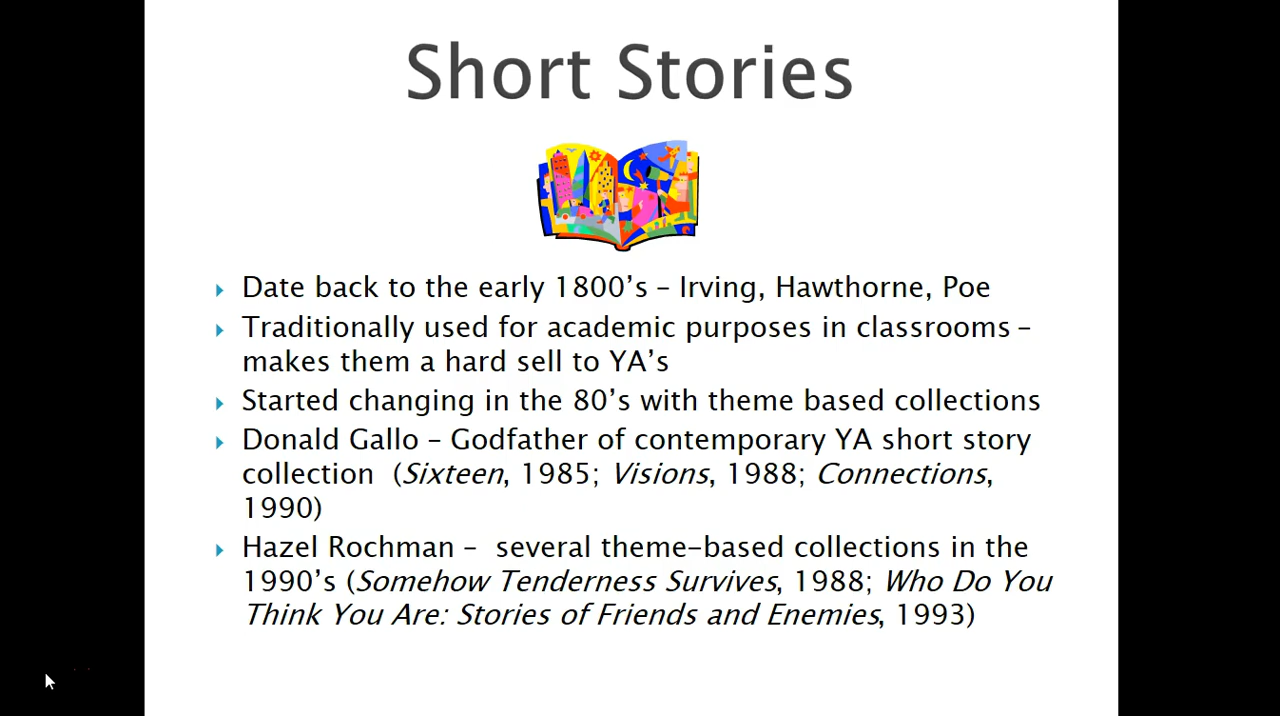 Short Stories
Date back to the early 1800’s – Irving, Hawthorne, Poe
Traditionally used for academic purposes in classrooms –
makes them a hard sell to YA’s
Started changing in the 80’s with theme based collections
Donald Gallo – Godfather of contemporary YA short story
collection (Sixteen, 1985; Visions, 1988; Connections,
1990)
Hazel Rochman – several theme-based collections in the
1990’s (Somehow Tenderness Survives, 1988; Who Do You
Think You Are: Stories of Friends and Enemies, 1993)